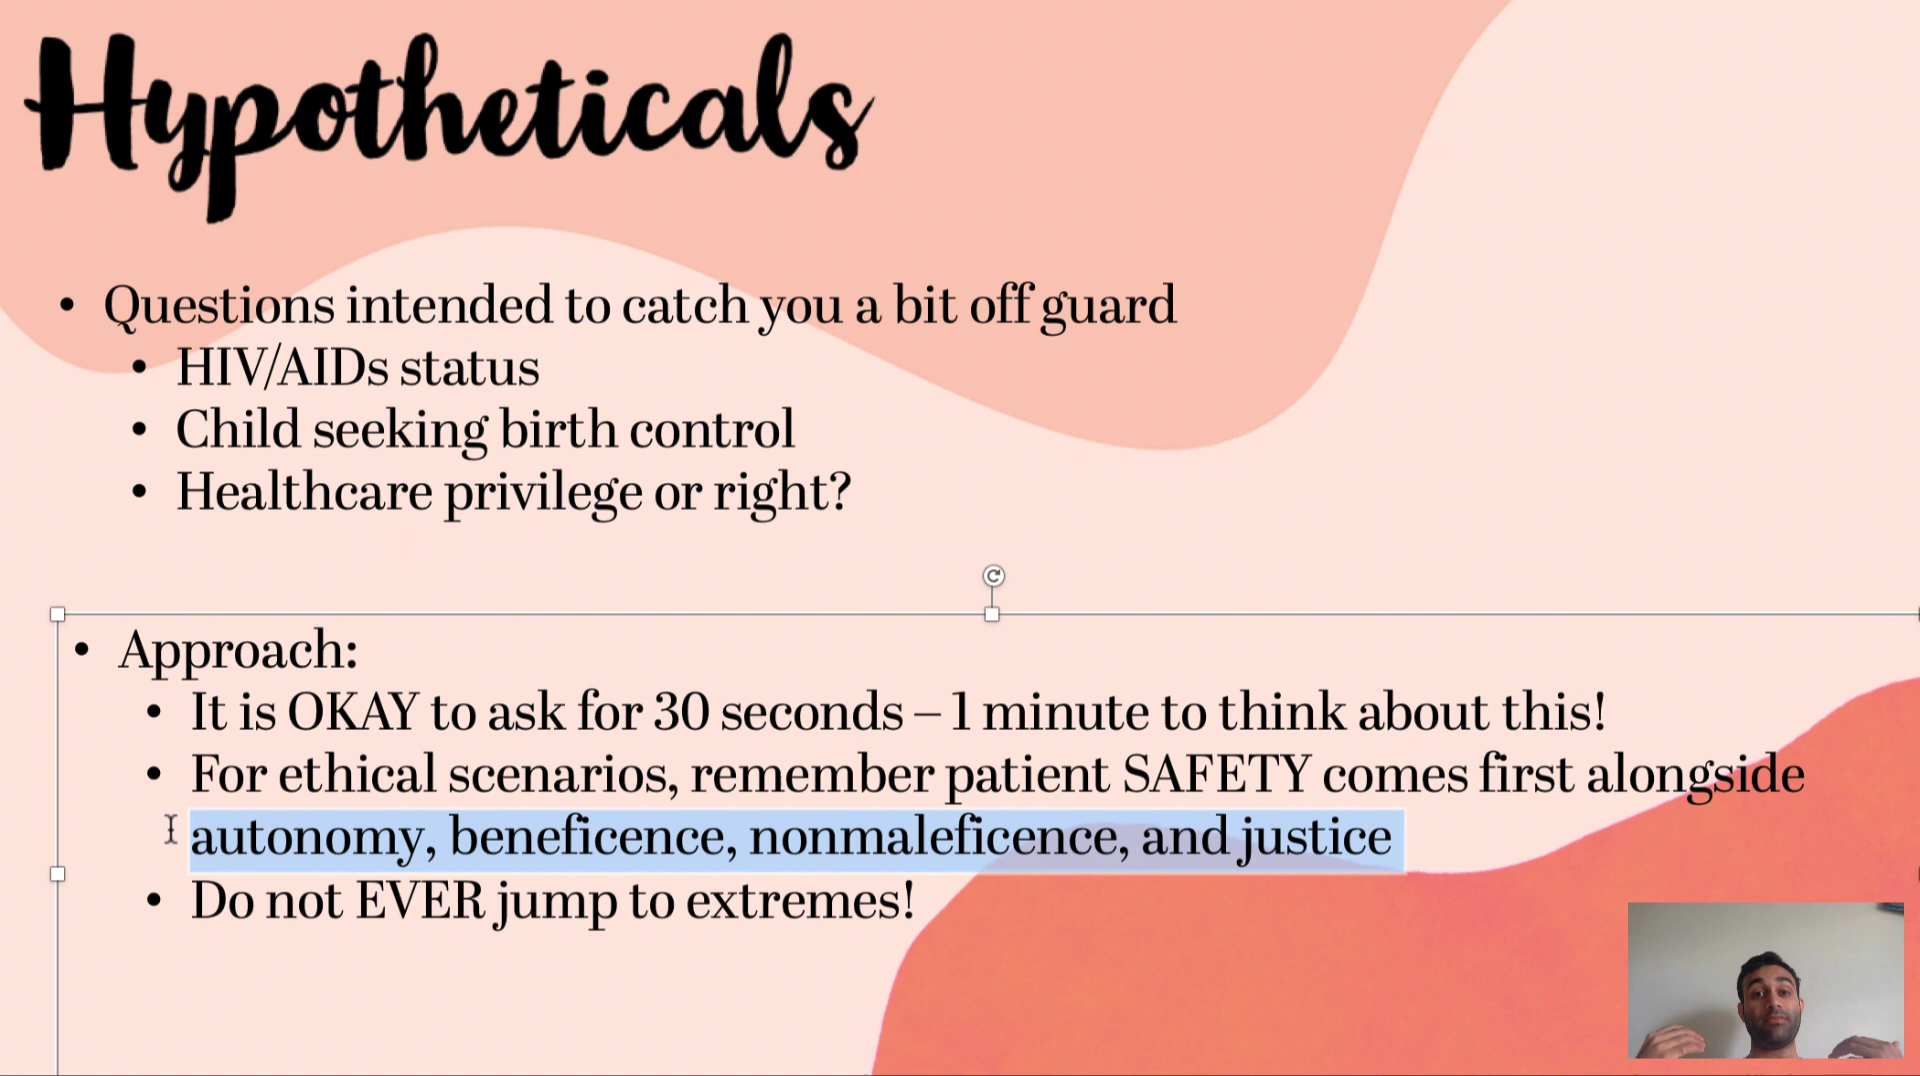 Hypotheticals
• Questions intended to catch you a bit off guard
• HIV/AIDs status
• Child seeking birth control
• Healthcare privilege or right?
• Approach:
• It is OKAY to ask for 30 seconds – 1 minute to think about this!
• For ethical scenarios, remember patient SAFETY comes first alongside
autonomy, beneficence, nonmaleficence, and justice
• Do not EVER jump to extremes!